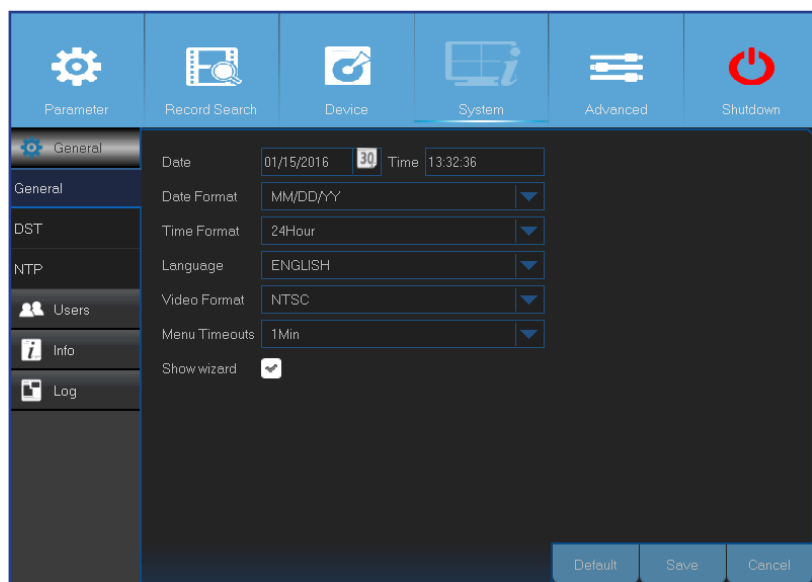 Parameter Record Search Device System Advanced Shutdown
General
General
DST
NTP
Users
Info
Log
Date 01/15/2016 30 Time 13:32:36
Date Format MM/DD/YY
Time Format 24Hour
Language ENGLISH
Video Format NTSC
Menu Timeouts 1Min
Show wizard
Default Save Cancel